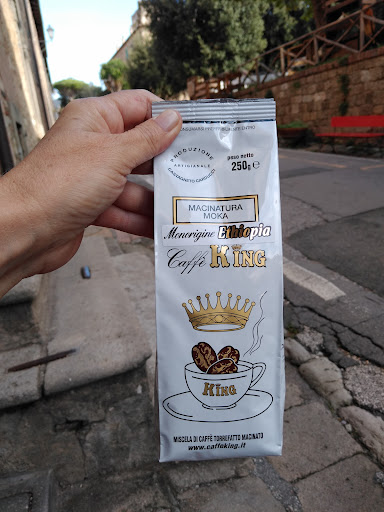 PRODUZIONE
ARTIGIANALE
peso netto
250g e
MACINATURA
MOKA
Monorigine Ethiopia
Caffè KING
KING
MISCELA DI CAFFÈ TORREFATTO MACINATO
www.caffeking.it